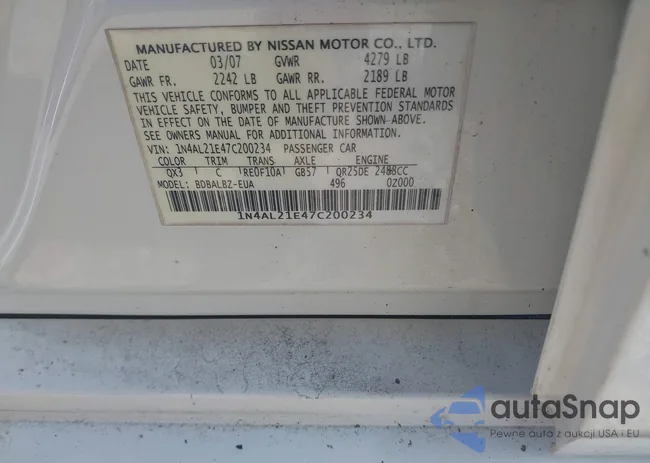 MANUFACTURED BY NISSAN MOTOR CO., LTD.
DATE 03/07 GVWR 4279 LB
GAWR FR. 2242 LB GAWR RR. 2189 LB
THIS VEHICLE CONFORMS TO ALL APPLICABLE FEDERAL MOTOR
VEHICLE SAFETY, BUMPER AND THEFT PREVENTION STANDARDS
IN EFFECT ON THE DATE OF MANUFACTURE SHOWN ABOVE.
SEE OWNERS MANUAL FOR ADDITIONAL INFORMATION.
VIN: 1N4AL21E47C200234 PASSENGER CAR
COLOR TRIM TRANS AXLE ENGINE
QX3 C RE0F10A GB57 QR25DE 2488CC
MODEL: BDBALBZ-EUA 496 0Z000
1N4AL21E47C200234
autoSnap
Pewne auta z aukcji USA i EU